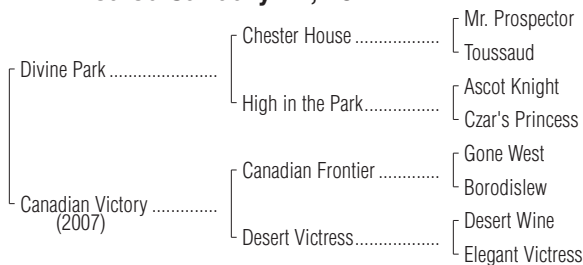 Mr. Prospector
Chester House
Toussaud
Divine Park
Ascot Knight
High in the Park
Czar's Princess
Gone West
Canadian Frontier
Borodislew
Canadian Victory
(2007)
Desert Wine
Desert Victress
Elegant Victress